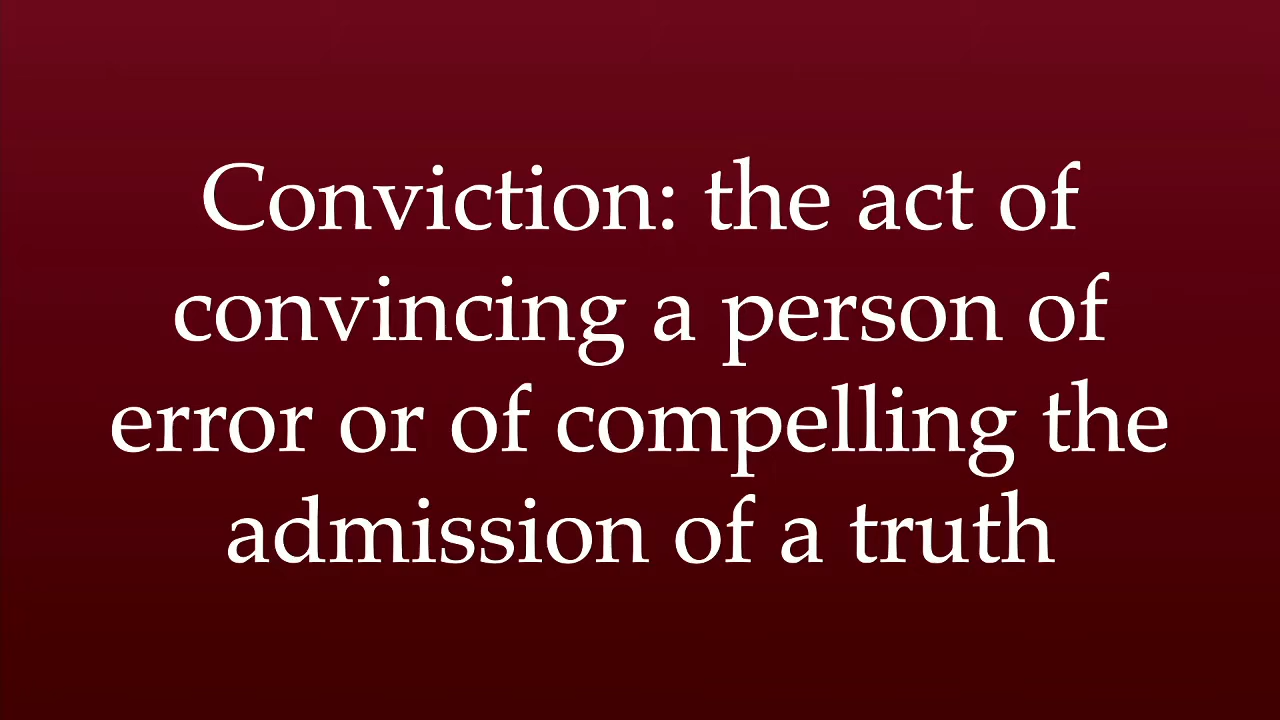 Conviction: the act of
convincing a person of
error or of compelling the
admission of a truth